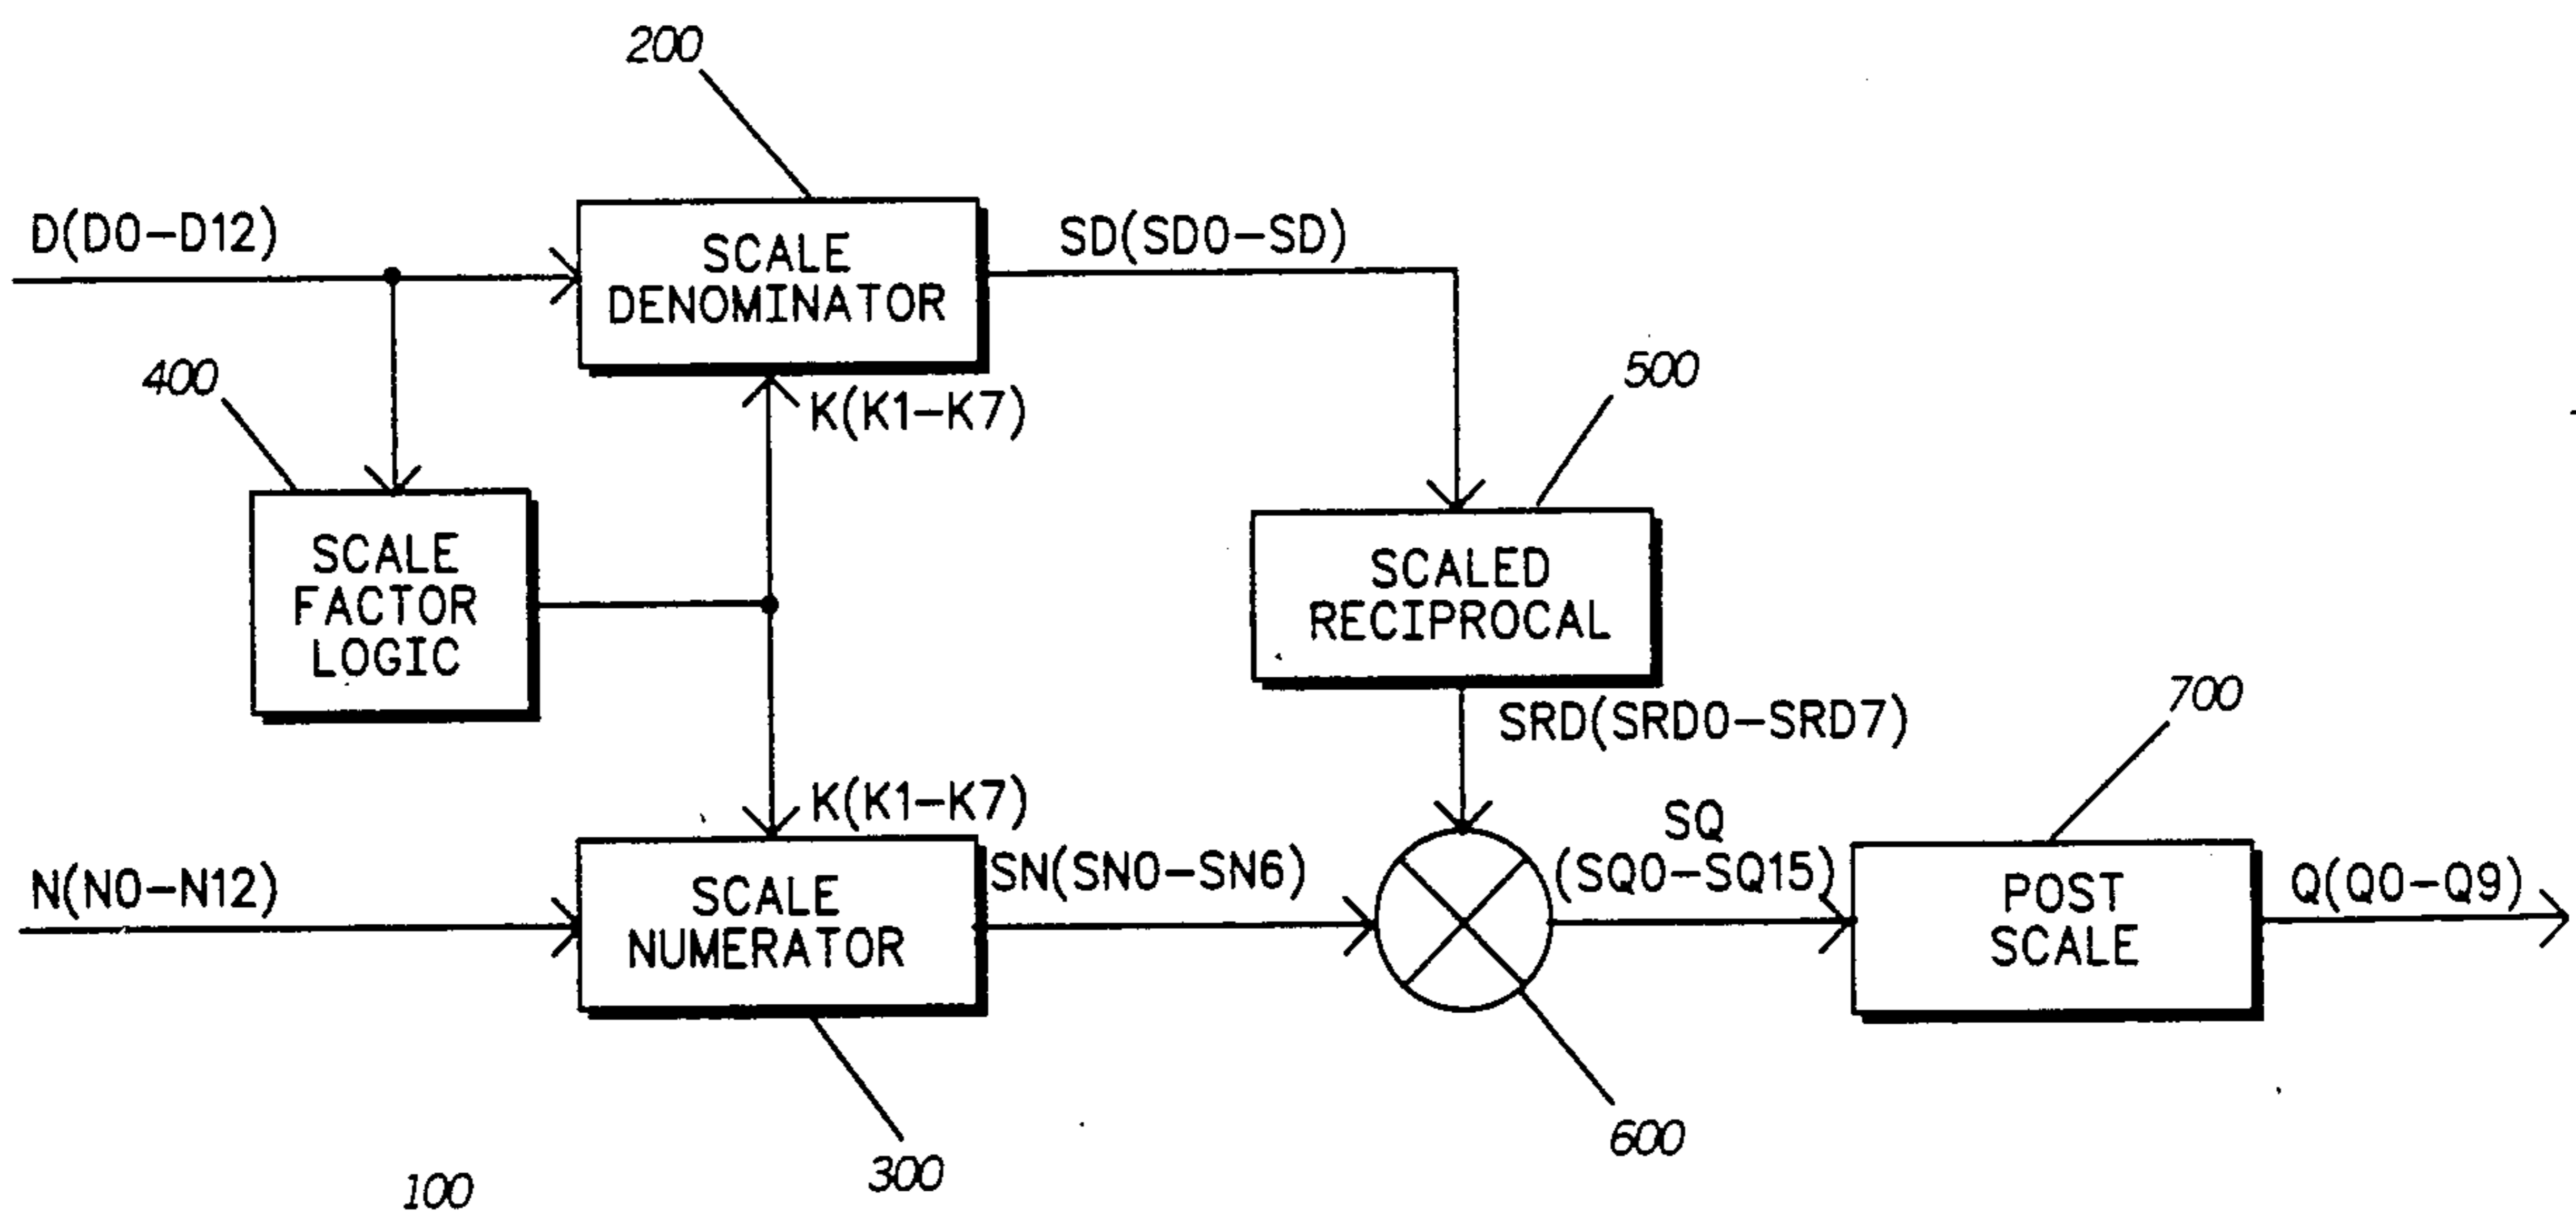 200
D(D0-D12)
SCALE
DENOMINATOR
SD(SD0-SD)
400
K(K1-K7)
500
SCALE
FACTOR
LOGIC
SCALED
RECIPROCAL
SRD(SRD0-SRD7)
700
K(K1-K7)
N(N0-N12)
SCALE
NUMERATOR
SN(SN0-SN6)
SQ
(SQ0-SQ15)
POST
SCALE
Q(Q0-Q9)
600
300
100